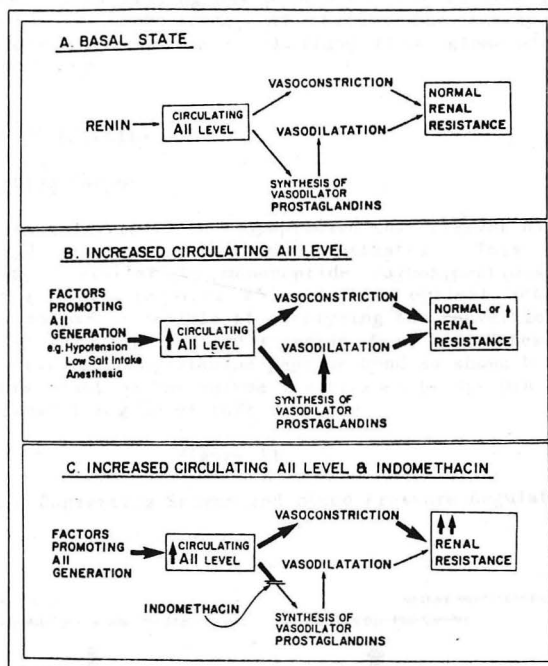 A. BASAL STATE
VASOCONSTRICTION
RENIN
CIRCULATING
AII LEVEL
VASODILATATION
NORMAL
RENAL
RESISTANCE
SYNTHESIS OF
VASODILATOR
PROSTAGLANDINS
B. INCREASED CIRCULATING AII LEVEL
FACTORS
PROMOTING
AII
GENERATION
e.g. Hypotension
Low Salt Intake
Anesthesia
↑ CIRCULATING
AII LEVEL
VASOCONSTRICTION
VASODILATATION
NORMAL or ↑
RENAL
RESISTANCE
SYNTHESIS OF
VASODILATOR
PROSTAGLANDINS
C. INCREASED CIRCULATING AII LEVEL & INDOMETHACIN
FACTORS
PROMOTING
AII
GENERATION
↑ CIRCULATING
AII LEVEL
VASOCONSTRICTION
VASODILATATION
↑↑
RENAL
RESISTANCE
INDOMETHACIN
SYNTHESIS OF
VASODILATOR
PROSTAGLANDINS